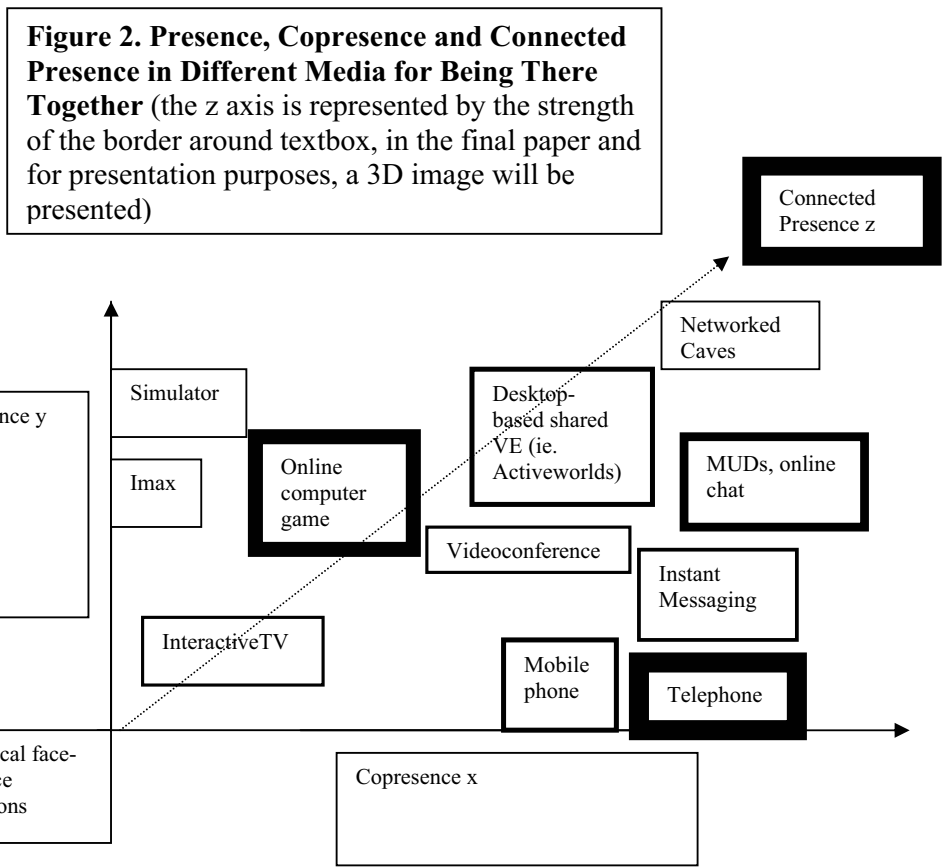 Figure 2. Presence, Copresence and Connected
Presence in Different Media for Being There
Together (the z axis is represented by the strength
of the border around textbox, in the final paper and
for presentation purposes, a 3D image will be
presented)
Connected
Presence z
Networked
Caves
Simulator
Desktop-
based shared
VE (ie.
Activeworlds)
nce y
Imax
Online
computer
game
MUDs, online
chat
Videoconference
Instant
Messaging
InteractiveTV
Mobile
phone
Telephone
cal face-
ce
ons
Copresence x